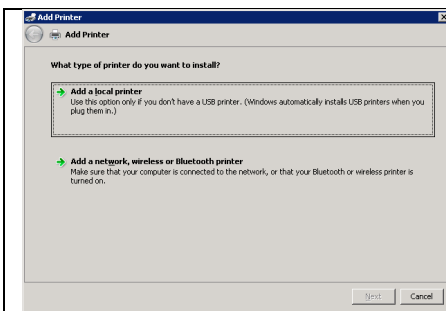 Add Printer
Add Printer
What type of printer do you want to install?
Add a local printer
Use this option only if you don't have a USB printer. (Windows automatically installs USB printers when you
plug them in.)
Add a network, wireless or Bluetooth printer
Make sure that your computer is connected to the network, or that your Bluetooth or wireless printer is
turned on.
Next Cancel